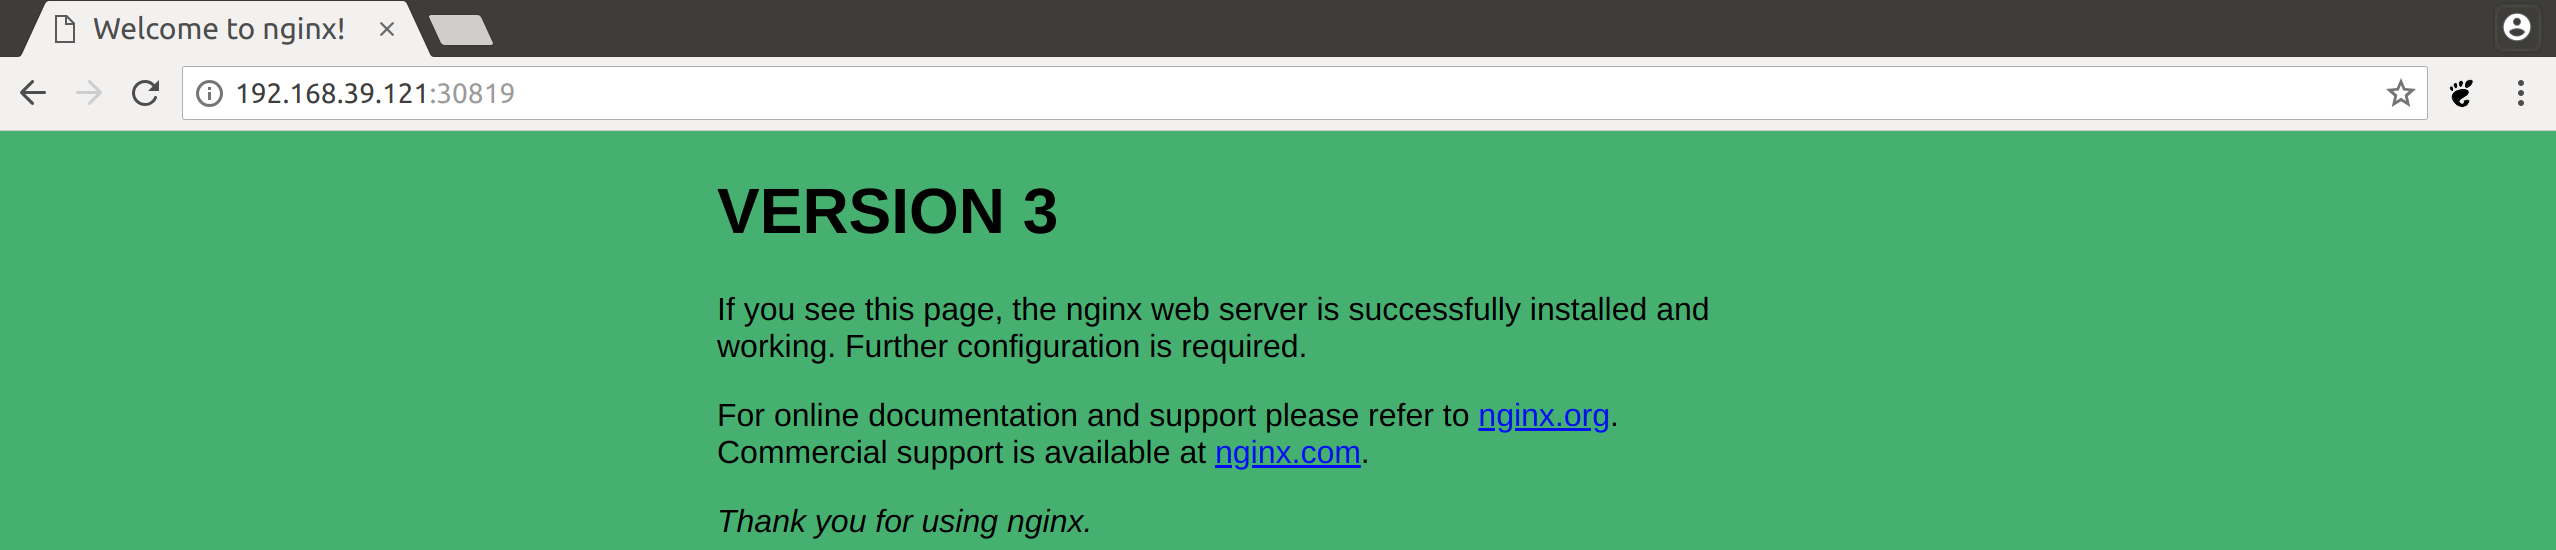 Welcome to nginx!
192.168.39.121:30819
VERSION 3
If you see this page, the nginx web server is successfully installed and
working. Further configuration is required.
For online documentation and support please refer to nginx.org.
Commercial support is available at nginx.com.
Thank you for using nginx.